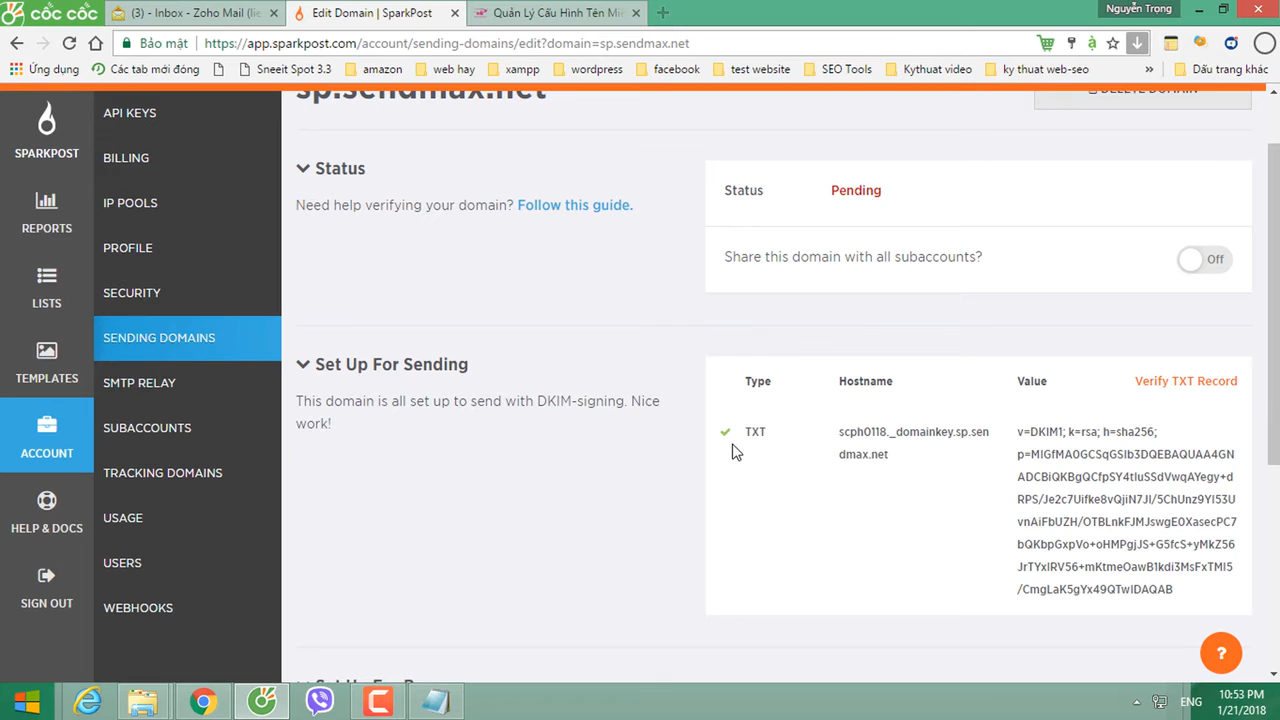 cốc cốc
(3) - Inbox - Zoho Mail (lie
Edit Domain | SparkPost
Quản Lý Cấu Hình Tên Miề
Nguyễn Trong
Bảo mật
https://app.sparkpost.com/account/sending-domains/edit?domain=sp.sendmax.net
Ứng dụng
Các tab mới đóng
Sneeit Spot 3.3
amazon
web hay
xampp
wordpress
facebook
test website
SEO Tools
Kythuat video
ky thuat web-seo
»
Dấu trang khác
SPARKPOST
REPORTS
LISTS
TEMPLATES
ACCOUNT
HELP & DOCS
SIGN OUT
API KEYS
BILLING
IP POOLS
PROFILE
SECURITY
SENDING DOMAINS
SMTP RELAY
SUBACCOUNTS
TRACKING DOMAINS
USAGE
USERS
WEBHOOKS
sp.sendmax.net
DELETE DOMAIN
Status
Need help verifying your domain? Follow this guide.
Status Pending
Share this domain with all subaccounts? Off
Set Up For Sending
This domain is all set up to send with DKIM-signing. Nice
work!
Type Hostname Value Verify TXT Record
TXT
scph0118._domainkey.sp.sen
dmax.net
v=DKIM1; k=rsa; h=sha256;
p=MIGfMA0GCSqGSIb3DQEBAQUAA4GN
ADCBiQKBgQCfpSY4tluSSdVwqAYegy+d
RPS/Je2c7Uifke8vQjiN7JI/5ChUnz9YI53U
vnAiFbUZH/OTBLnkFJMJswgE0XasecPC7
bQKbpGxpVo+oHMPgjJS+G5fcS+yMkZ56
JrTYxIRV56+mKtmeOawB1kdi3MsFxTMI5
/CmgLaK5gYx49QTwIDAQAB
?
ENG
10:53 PM
1/21/2018